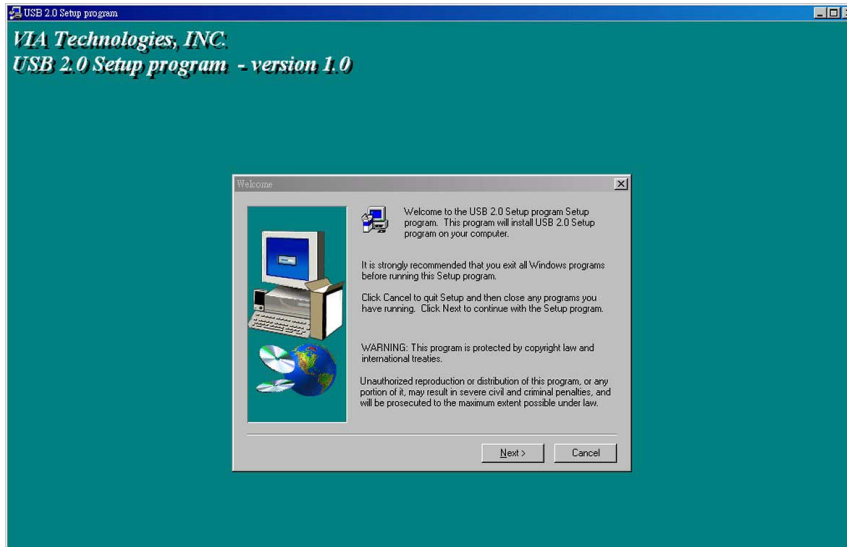 USB 2.0 Setup program
VIA Technologies, INC.
USB 2.0 Setup program - version 1.0
Welcome
Welcome to the USB 2.0 Setup program Setup
program. This program will install USB 2.0 Setup
program on your computer.
It is strongly recommended that you exit all Windows programs
before running this Setup program.
Click Cancel to quit Setup and then close any programs you
have running. Click Next to continue with the Setup program.
WARNING: This program is protected by copyright law and
international treaties.
Unauthorized reproduction or distribution of this program, or any
portion of it, may result in severe civil and criminal penalties, and
will be prosecuted to the maximum extent possible under law.
Next >
Cancel